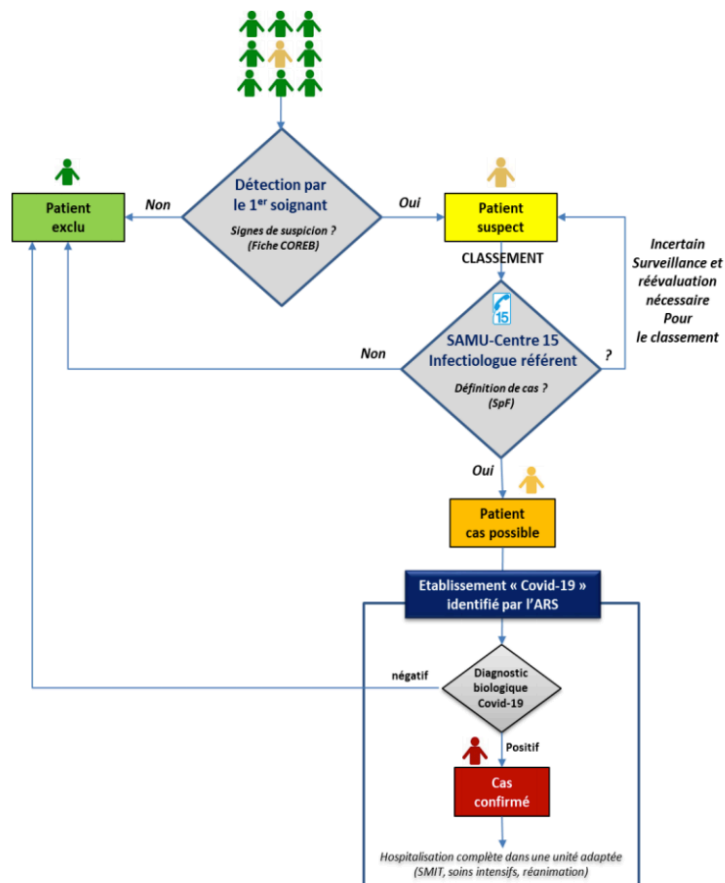 Détection par
le 1er soignant
Signes de suspicion ?
(Fiche COREB)
Non
Oui
Patient
exclu
Patient
suspect
CLASSEMENT
Incertain
Surveillance et
réévaluation
nécessaire
Pour
le classement
15
SAMU-Centre 15
Infectiologue référent
Définition de cas ?
(SpF)
Non
?
Oui
Patient
cas possible
Etablissement « Covid-19 »
identifié par l’ARS
Diagnostic
biologique
Covid-19
négatif
Positif
Cas
confirmé
Hospitalisation complète dans une unité adaptée
(SMIT, soins intensifs, réanimation)